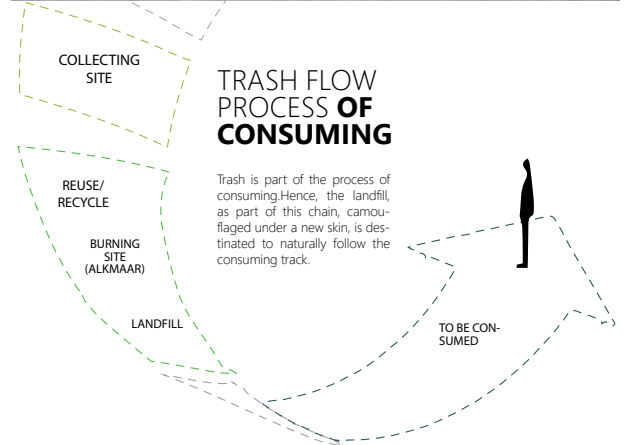 COLLECTING
SITE
TRASH FLOW
PROCESS OF
CONSUMING
Trash is part of the process of
consuming.Hence, the landfill,
as part of this chain, camou-
flaged under a new skin, is des-
tinated to naturally follow the
consuming track.
REUSE/
RECYCLE
BURNING
SITE
(ALKMAAR)
LANDFILL
TO BE CON-
SUMED